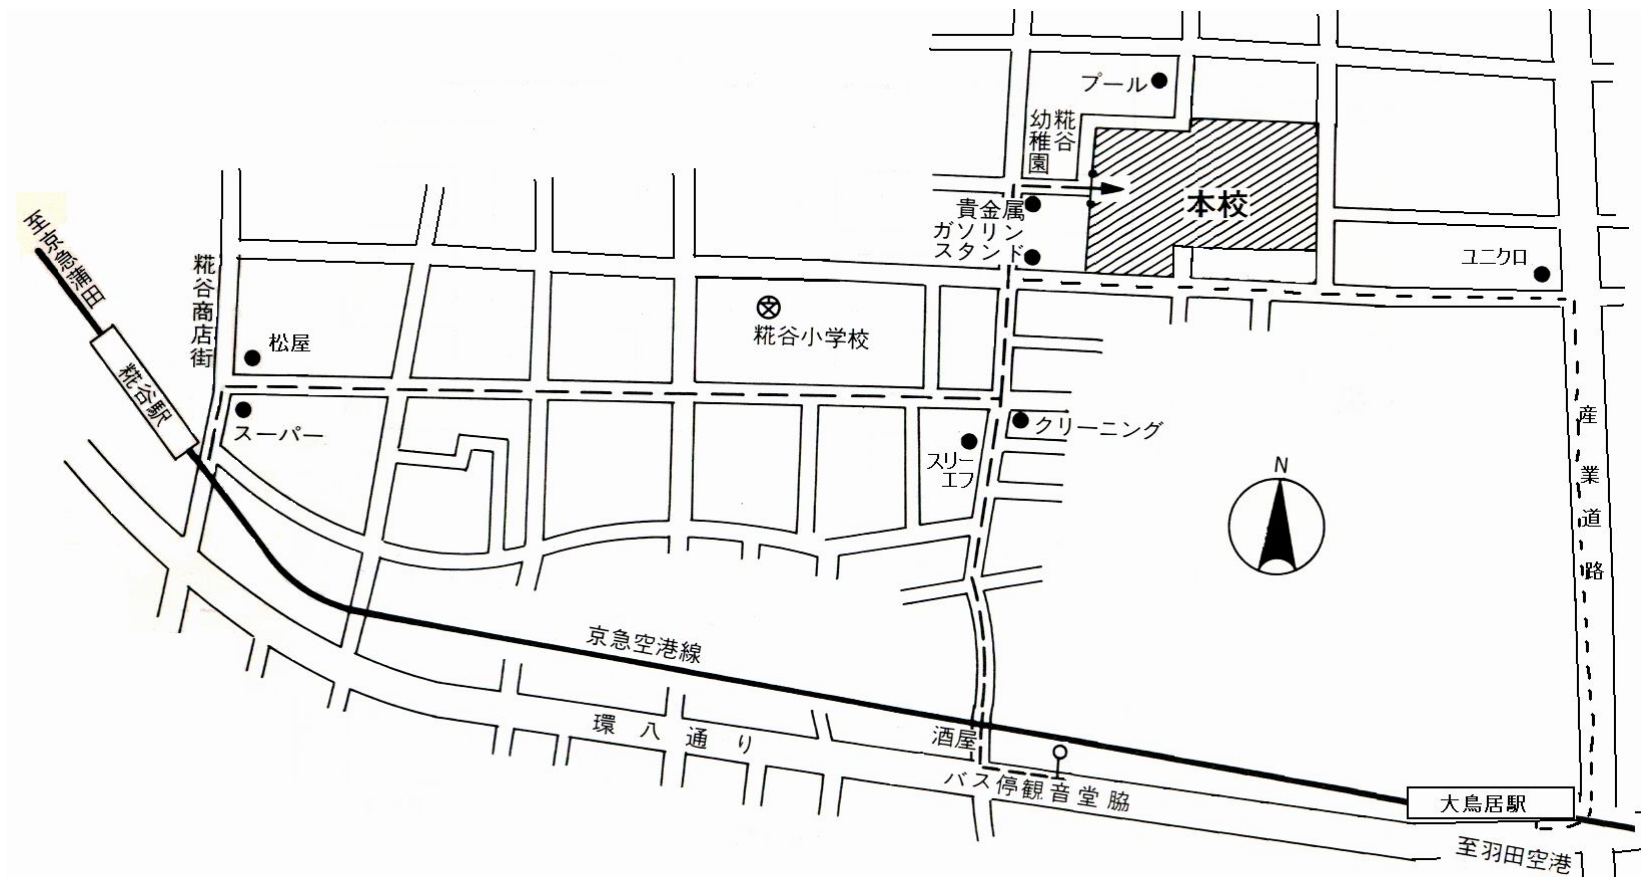 プール
糀谷
幼稚園
本校
貴金属
ガソリン
スタンド
ユニクロ
至京急蒲田
糀谷商店街
糀谷駅
松屋
スーパー
糀谷小学校
クリーニング
スリー
エフ
N
産業道路
京急空港線
環八通り
酒屋
バス停観音堂脇
大鳥居駅
至羽田空港